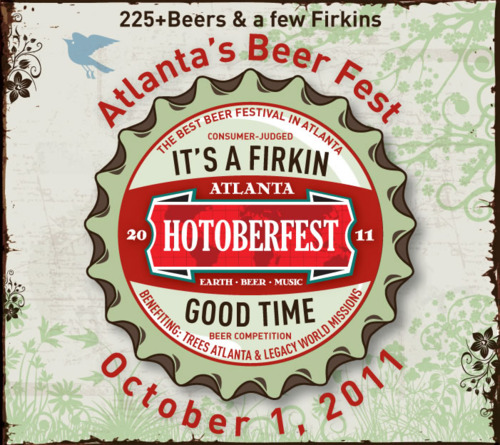 225+Beers & a few Firkins
Atlanta's Beer Fest
THE BEST BEER FESTIVAL IN ATLANTA
CONSUMER-JUDGED
IT'S A FIRKIN
ATLANTA
20 HOTOBERFEST 11
EARTH • BEER • MUSIC
GOOD TIME
BEER COMPETITION
BENEFITING: TREES ATLANTA & LEGACY WORLD MISSIONS
October 1, 2011